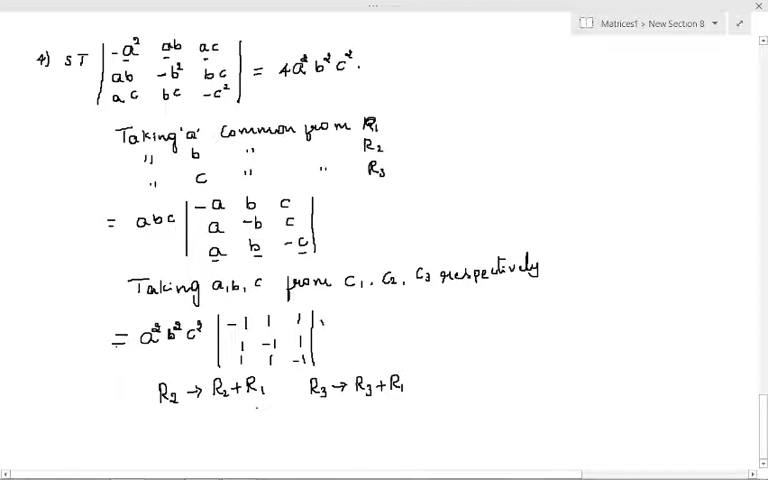 Matrices1 > New Section 8
4) ST | -a² ab ac |
| ab -b² bc | = 4a²b²c².
| ac bc -c² |
Taking 'a' common from R₁
" b " R₂
" c " " R₃
= abc | -a b c |
| a -b c |
| a b -c |
Taking a, b, c from C₁, C₂, C₃ respectively
= a²b²c² | -1 1 1 |
| 1 -1 1 |
| 1 1 -1 |
R₂ → R₂+R₁ R₃ → R₃+R₁